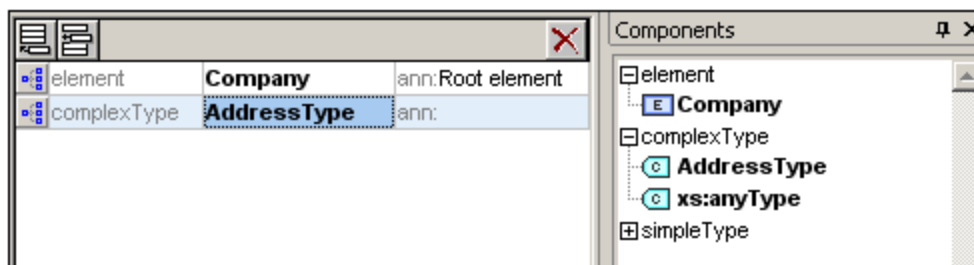 element Company ann:Root element
complexType AddressType ann:
Components
element
E Company
complexType
C AddressType
C xs:anyType
simpleType